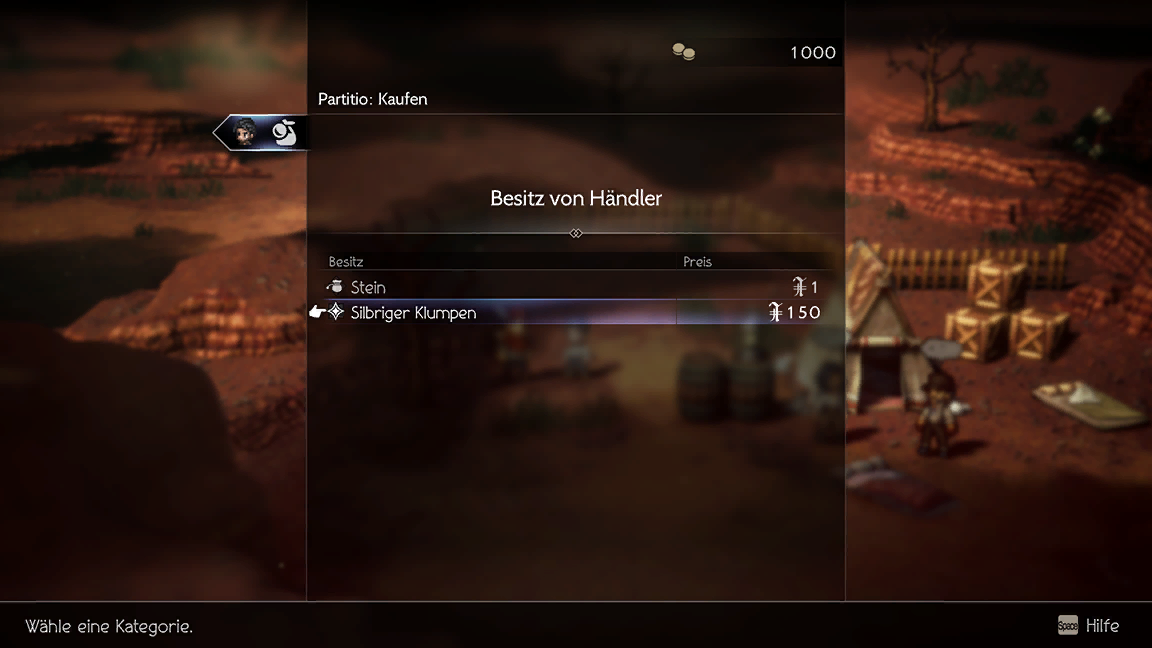 1000
Partitio: Kaufen
Besitz von Händler
Besitz Preis
Stein 1
Silbriger Klumpen 150
Wähle eine Kategorie.
Space Hilfe